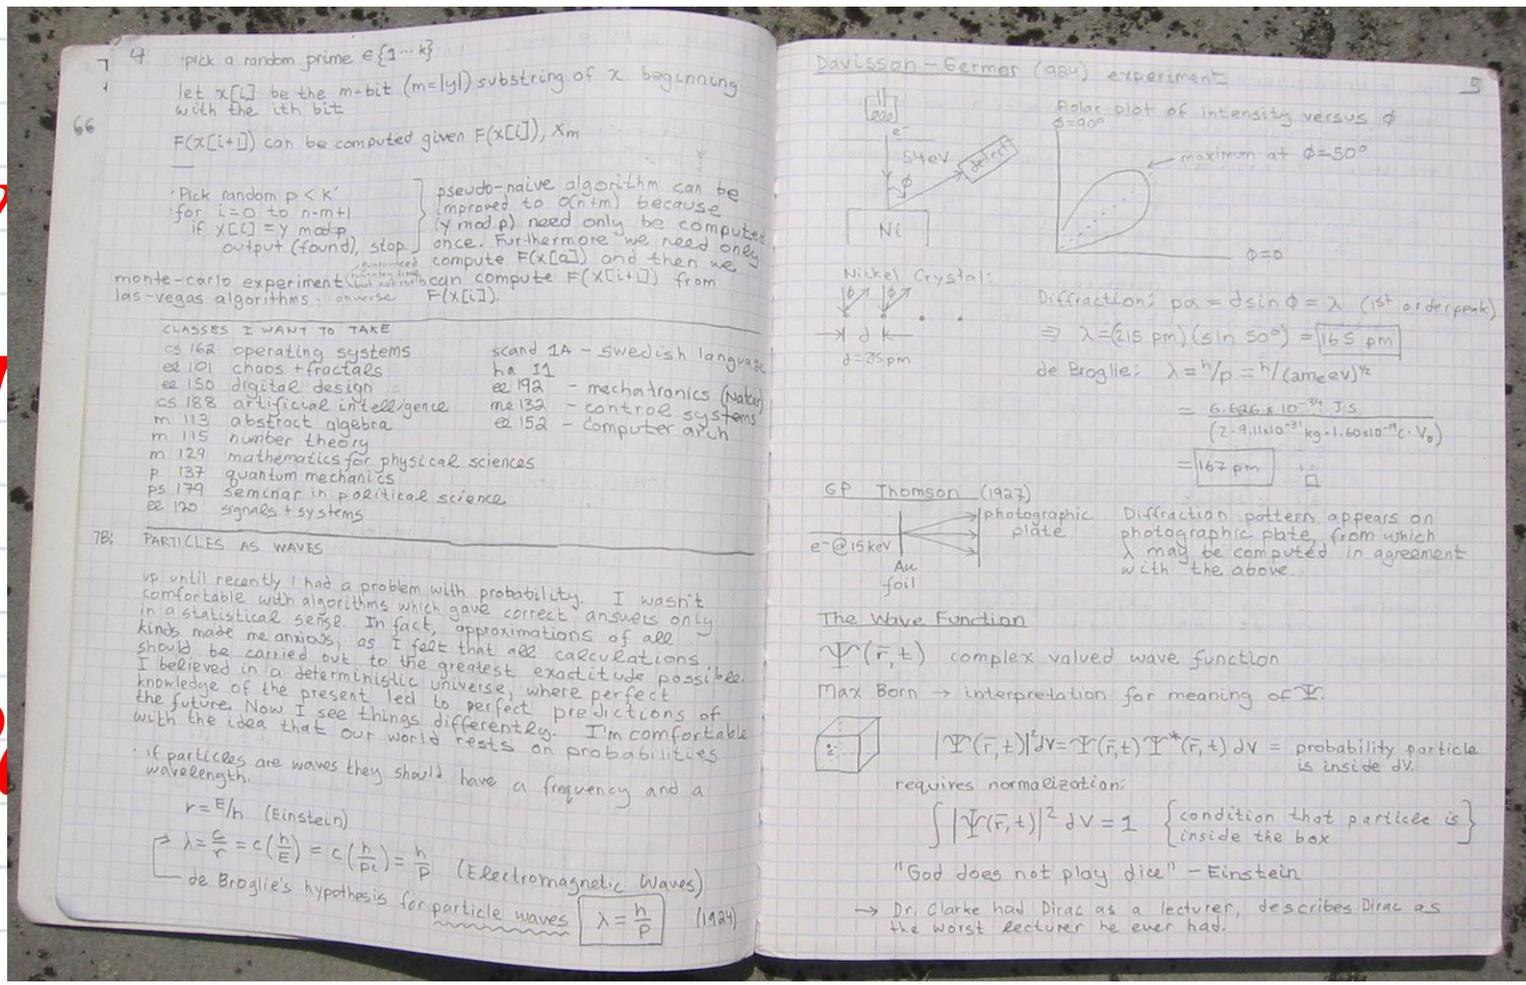 4
pick a random prime ∈ {1 ... k}
let x[i] be the m-bit (m=|y|) substring of x beginning
with the ith bit
66
F(x[i+1]) can be computed given F(x[i]), xm
Pick random p < k
for i=0 to n-m+1
if x[i] = y mod p
output (found), stop.
pseudo-naive algorithm can be
improved to O(n+m) because
(y mod p) need only be computed
once. Furthermore we need only
compute F(x[0]) and then we
can compute F(x[i+1]) from
F(x[i]).
monte-carlo experiment
las-vegas algorithms converse
CLASSES I WANT TO TAKE
cs 162 operating systems
ee 101 chaos + fractals
ee 150 digital design
cs 188 artificial intelligence
m 113 abstract algebra
m 115 number theory
m 129 mathematics for physical sciences
p 137 quantum mechanics
ps 179 seminar in political science
ee 120 signals + systems
scand 1A - swedish language
ha I1
ee 192 - mechatronics
me 132 - control systems
ee 152 - computer arch
7B: PARTICLES AS WAVES
up until recently I had a problem with probability. I wasn't
comfortable with algorithms which gave correct answers only
in a statistical sense. In fact, approximations of all
kinds made me anxious, as I felt that all calculations
should be carried out to the greatest exactitude possible.
I believed in a deterministic universe, where perfect
knowledge of the present led to perfect predictions of
the future. Now I see things differently. I'm comfortable
with the idea that our world rests on probabilities
· if particles are waves they should have a frequency and a
wavelength.
r = E/h (Einstein)
λ = c/r = c(h/E) = c(h/pc) = h/p (Electromagnetic Waves)
de Broglie's hypothesis for particle waves λ = h/p (1924)
Davisson-Germer (1924) experiment
5
e-
54eV
detect
φ
Ni
Polar plot of intensity versus φ
φ=90°
maximum at φ=50°
φ=0
Nickel Crystal:
φ φ
d
Diffraction: pd = d sin φ = λ (1st order peak)
⇒ λ = (215 pm)(sin 50°) = 165 pm
de Broglie: λ = h/p = h/(2meeV)^1/2
= 6.626 x 10^-34 J·s
(2·9.11x10^-31 kg·1.60x10^-19 C·V₀)
= 167 pm
GP Thomson (1927)
e-@15keV
Au
foil
photographic
plate
Diffraction pattern appears on
photographic plate, from which
λ may be computed in agreement
with the above.
The Wave Function
Ψ(r̄,t) complex valued wave function
Max Born → interpretation for meaning of Ψ.
|Ψ(r̄,t)|²dV = Ψ(r̄,t) Ψ*(r̄,t) dV = probability particle
is inside dV.
requires normalization:
∫|Ψ(r̄,t)|² dV = 1 {condition that particle is
inside the box}
"God does not play dice" - Einstein
→ Dr. Clarke had Dirac as a lecturer, describes Dirac as
the worst lecturer he ever had.